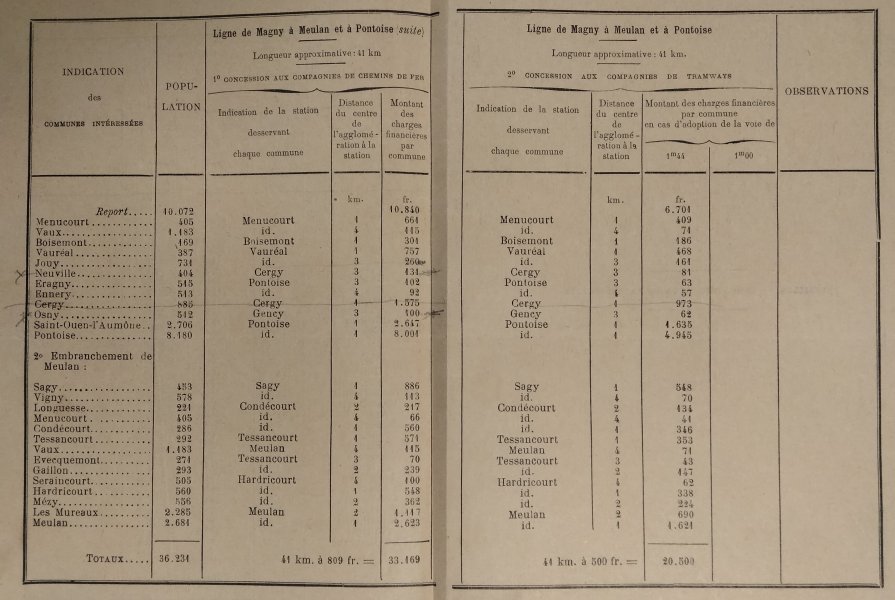 Ligne de Magny à Meulan et à Pontoise (suite)
Longueur approximative : 41 km
1º CONCESSION AUX COMPAGNIES DE CHEMINS DE FER
Ligne de Magny à Meulan et à Pontoise
Longueur approximative : 41 km.
2º CONCESSION AUX COMPAGNIES DE TRAMWAYS
INDICATION
des
COMMUNES INTÉRESSÉES
POPU-
LATION
Indication de la station
desservant
chaque commune
Distance
du centre
de
l'agglomé-
ration à la
station
Montant
des
charges
financières
par
commune
Indication de la station
desservant
chaque commune
Distance
du centre
de
l'agglomé-
ration à la
station
Montant des charges financières
par commune
en cas d'adoption de la voie de
1m44 1m00
OBSERVATIONS
km. fr. km. fr.
Report..... 10.072 10.840 6.701
Menucourt............ 405 Menucourt 1 661 Menucourt 1 409
Vaux................ 1.183 id. 4 115 id. 4 71
Boisemont............ 169 Boisemont 1 301 Boisemont 1 186
Vauréal.............. 387 Vauréal 1 757 Vauréal 1 468
Jouy................. 731 id. 3 260 id. 3 161
Neuville............. 404 Cergy 3 131 Cergy 3 81
Eragny............... 515 Pontoise 3 102 Pontoise 3 63
Ennery............... 513 id. 4 92 id. 4 57
Cergy................ 885 Cergy 1 1.575 Cergy 1 973
Osny................. 512 Gency 3 100 Gency 3 62
Saint-Ouen-l'Aumône.. 2.706 Pontoise 1 2.647 Pontoise 1 1.635
Pontoise............. 8.180 id. 1 8.001 id. 1 4.945
2º Embranchement de
Meulan :
Sagy................. 453 Sagy 1 886 Sagy 1 548
Vigny................ 578 id. 4 113 id. 4 70
Longuesse............ 221 Condécourt 2 217 Condécourt 2 134
Menucourt............ 405 id. 4 66 id. 4 41
Condécourt........... 286 id. 1 560 id. 1 346
Tessancourt.......... 292 Tessancourt 1 571 Tessancourt 1 353
Vaux................. 1.183 Meulan 4 115 Meulan 4 71
Evecquemont.......... 271 Tessancourt 3 70 Tessancourt 3 43
Gaillon.............. 293 id. 2 239 id. 2 147
Seraincourt.......... 505 Hardricourt 4 100 Hardricourt 4 62
Hardricourt.......... 560 id. 1 548 id. 1 338
Mézy................. 556 id. 2 362 id. 2 224
Les Mureaux.......... 2.285 Meulan 2 1.117 Meulan 2 690
Meulan............... 2.681 id. 1 2.623 id. 1 1.621
TOTAUX..... 36.231 41 km. à 809 fr. = 33.169 41 km. à 500 fr. = 20.500